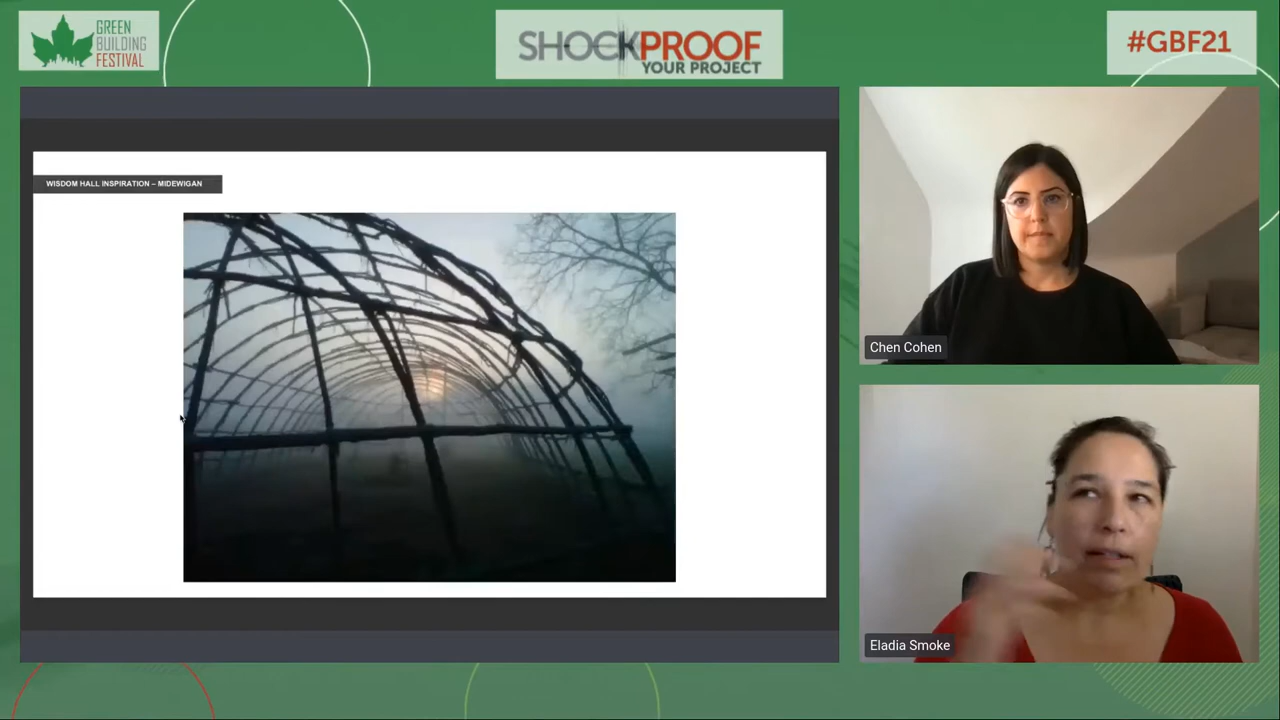 GREEN
BUILDING
FESTIVAL
SHOCKPROOF
YOUR PROJECT
#GBF21
WISDOM HALL INSPIRATION – MIDEWIGAN
Chen Cohen
Eladia Smoke